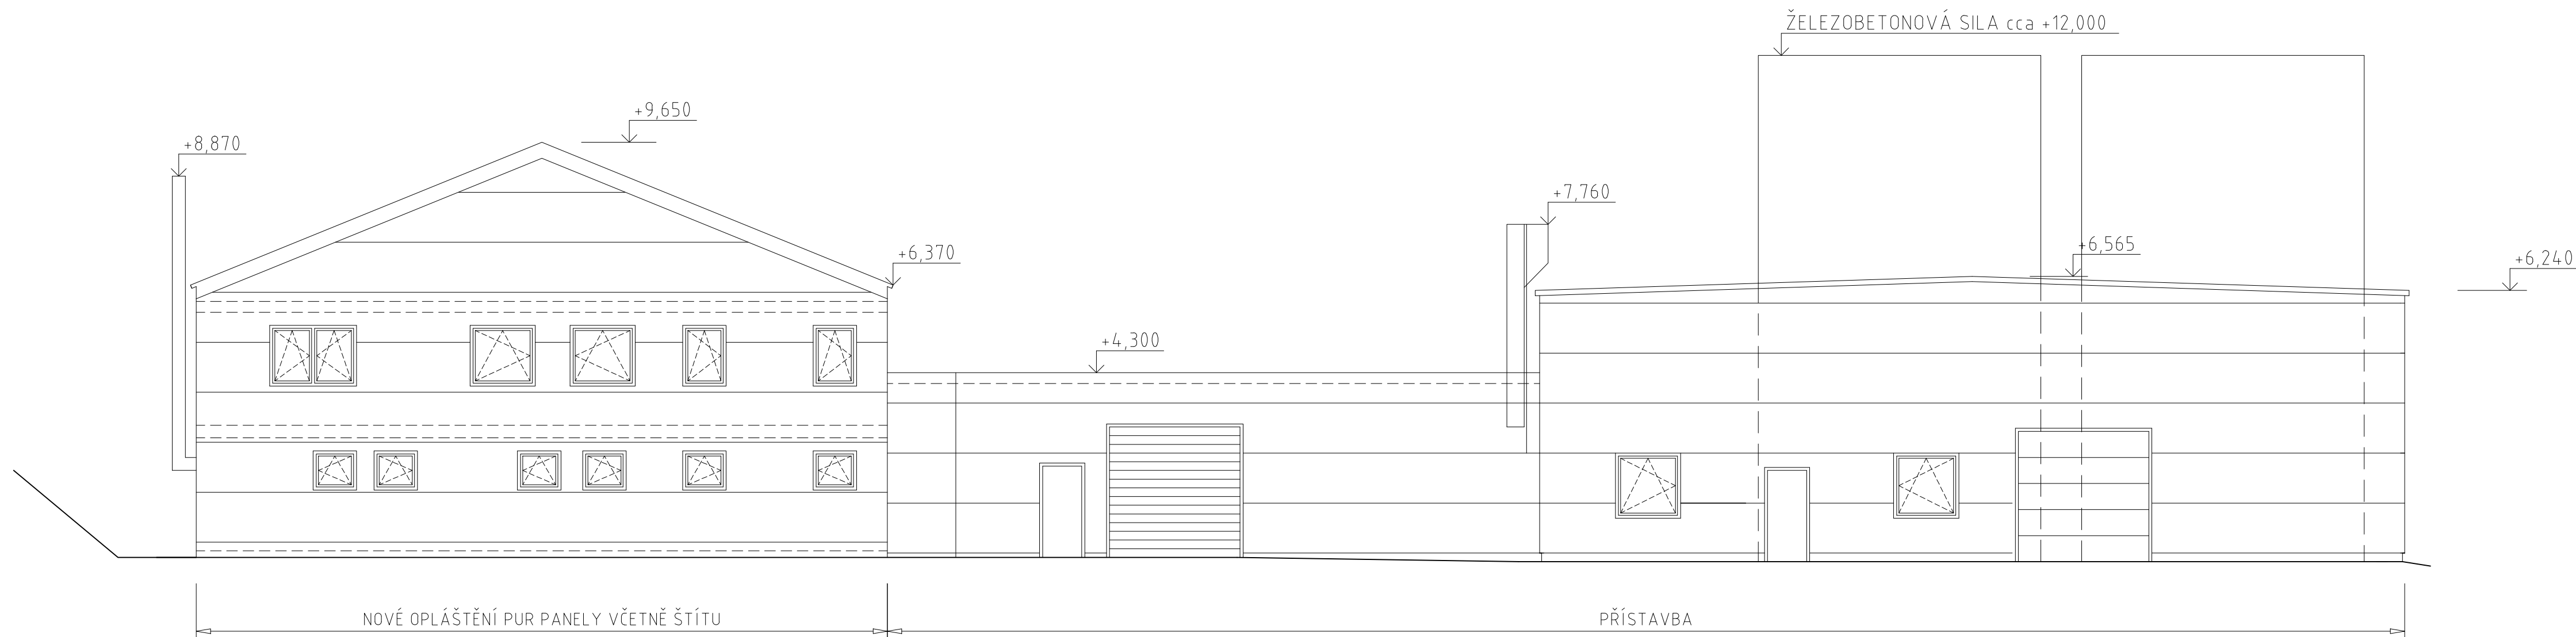 ŽELEZOBETONOVÁ SILA cca +12,000
+9,650
+8,870
+7,760
+6,565
+6,370
+6,240
+4,300
NOVÉ OPLÁŠTĚNÍ PUR PANELY VČETNĚ ŠTÍTU
PŘÍSTAVBA